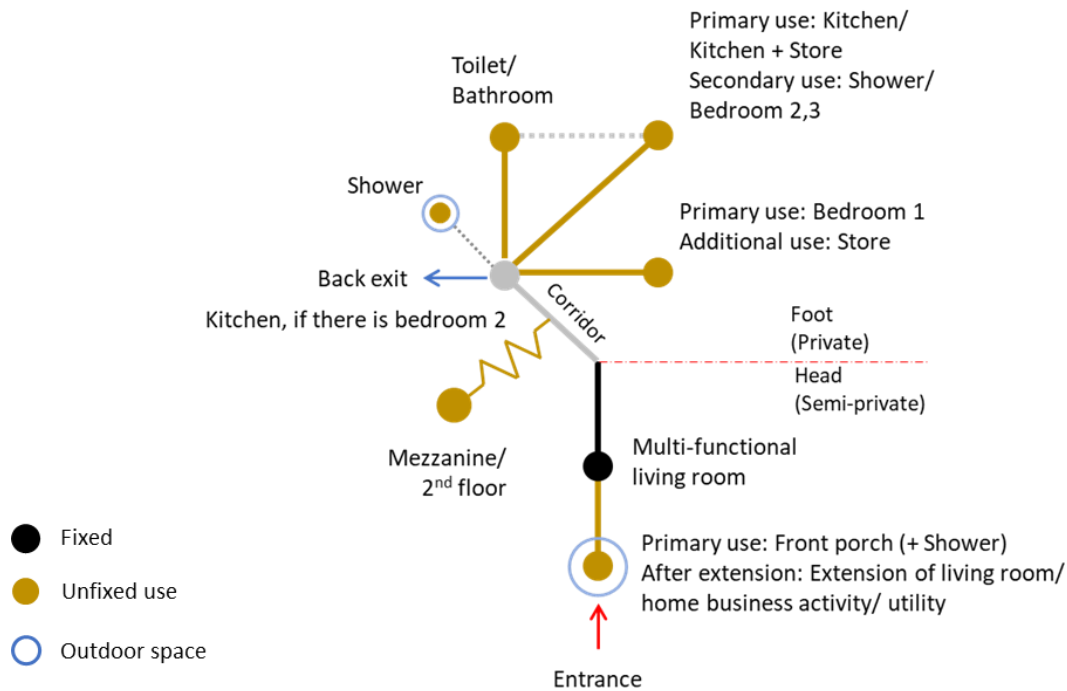 Primary use: Kitchen/
Kitchen + Store
Secondary use: Shower/
Bedroom 2,3
Toilet/
Bathroom
Shower
Primary use: Bedroom 1
Additional use: Store
Back exit
Kitchen, if there is bedroom 2
Corridor
Foot
(Private)
Head
(Semi-private)
Mezzanine/
2nd floor
Multi-functional
living room
Fixed
Unfixed use
Outdoor space
Primary use: Front porch (+ Shower)
After extension: Extension of living room/
home business activity/ utility
Entrance